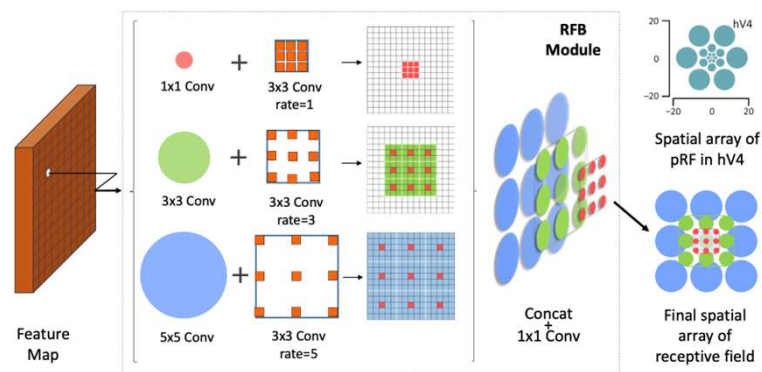 Feature
Map
1x1 Conv
+
3x3 Conv
rate=1
3x3 Conv
+
3x3 Conv
rate=3
5x5 Conv
+
3x3 Conv
rate=5
RFB
Module
Concat
+
1x1 Conv
20
0
-20
-20
0
20
hV4
Spatial array of
pRF in hV4
Final spatial
array of
receptive field